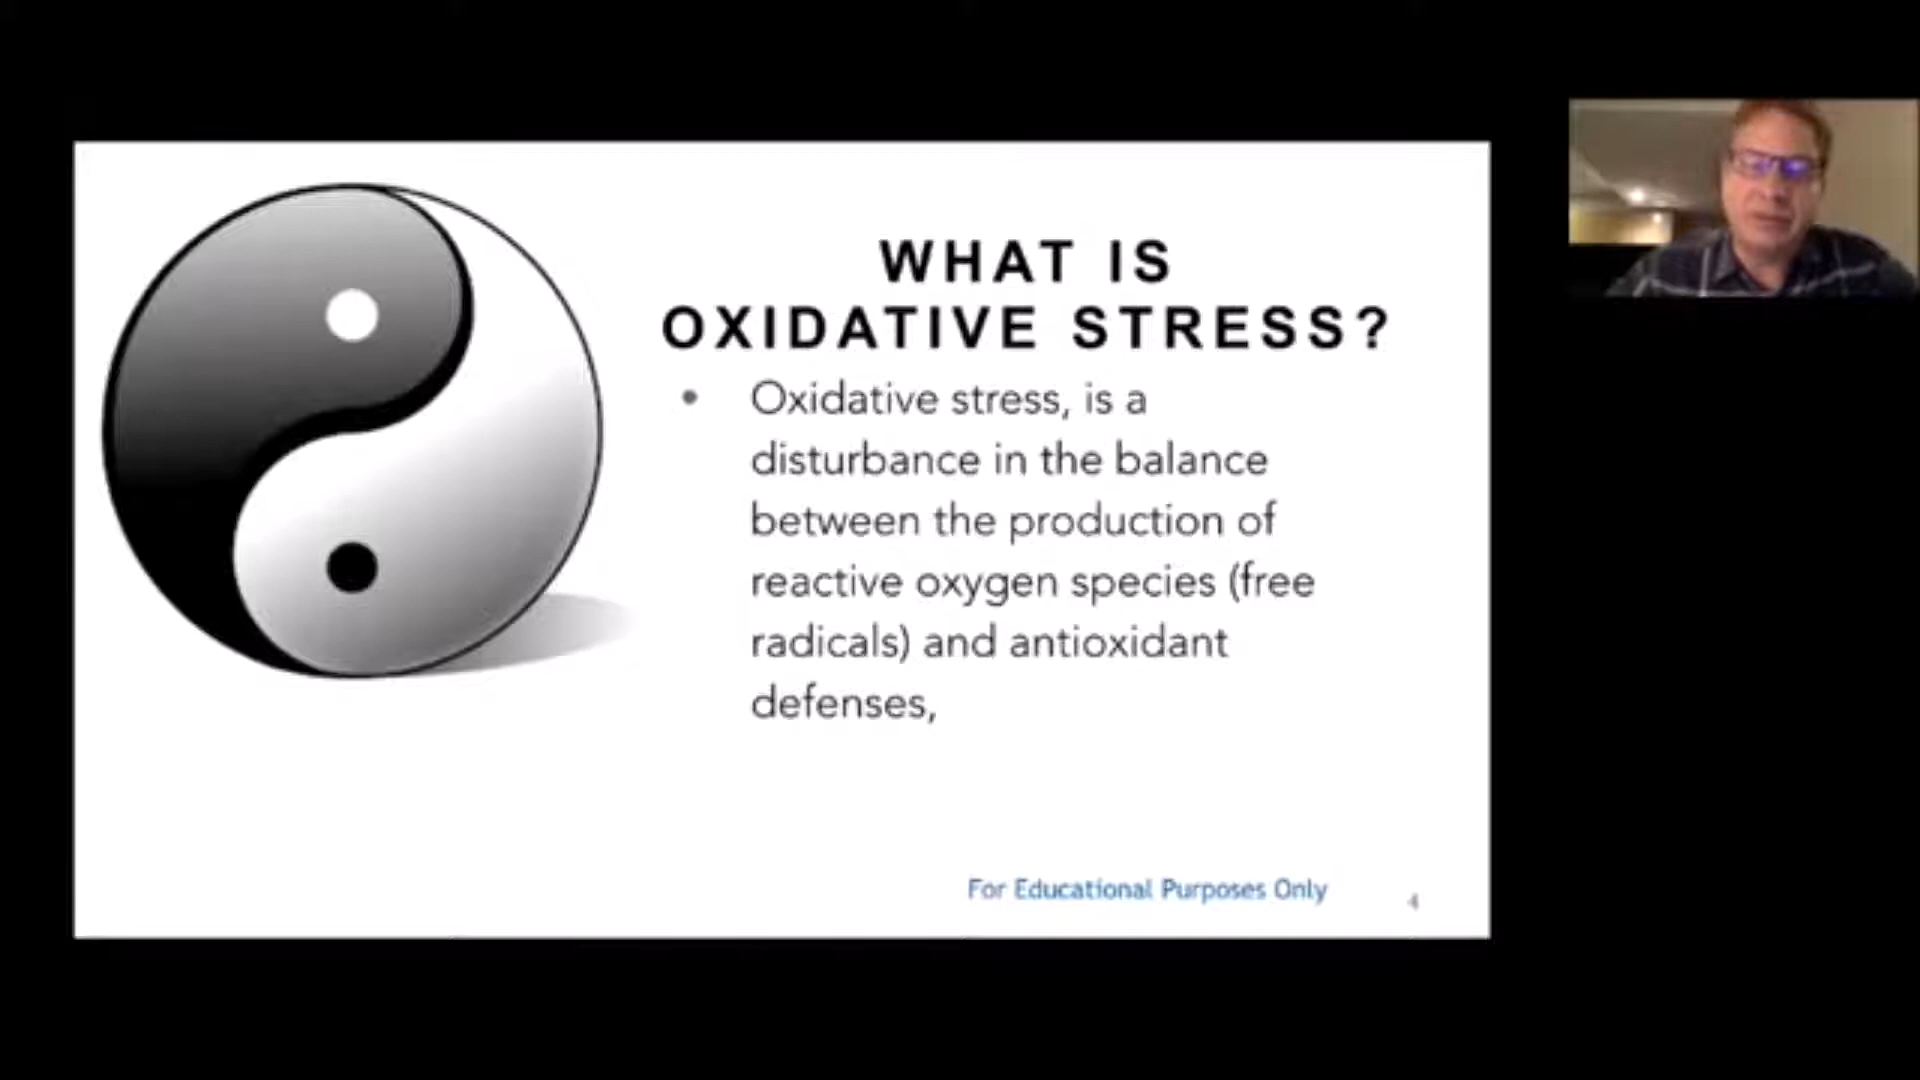 WHAT IS
OXIDATIVE STRESS?
• Oxidative stress, is a
disturbance in the balance
between the production of
reactive oxygen species (free
radicals) and antioxidant
defenses,
For Educational Purposes Only
4